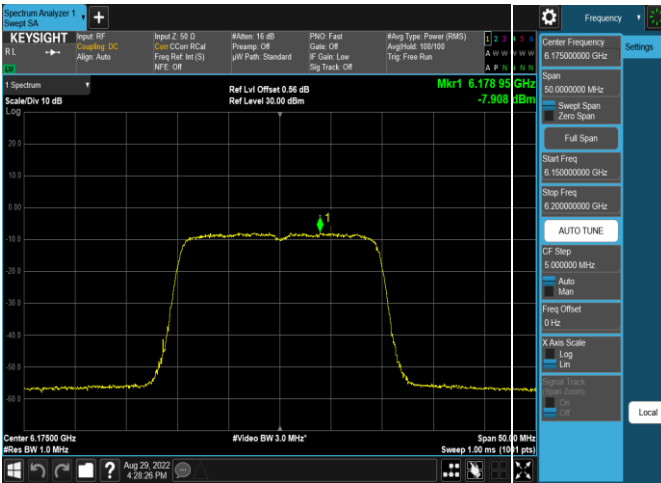 Spectrum Analyzer 1
Swept SA
+
Frequency
KEYSIGHT
R L
Input: RF
Coupling: DC
Align: Auto
Input Z: 50 Ω
Corr CCorr RCal
Freq Ref: Int (S)
NFE: Off
#Atten: 16 dB
Preamp: Off
µW Path: Standard
PNO: Fast
Gate: Off
IF Gain: Low
Sig Track: Off
#Avg Type: Power (RMS)
Avg|Hold: 100/100
Trig: Free Run
1 2 3 4 5 6
A W W W W W
A P N N N N
1 Spectrum
Scale/Div 10 dB
Log
Ref Lvl Offset 0.56 dB
Ref Level 30.00 dBm
Mkr1 6.178 95 GHz
-7.908 dBm
20.0
10.0
0.00
-10.0
-20.0
-30.0
-40.0
-50.0
-60.0
1
Center 6.17500 GHz
#Res BW 1.0 MHz
#Video BW 3.0 MHz*
Span 50.00 MHz
Sweep 1.00 ms (1001 pts)
Aug 29, 2022
4:28:26 PM
Center Frequency
6.175000000 GHz
Settings
Span
50.0000000 MHz
Swept Span
Zero Span
Full Span
Start Freq
6.150000000 GHz
Stop Freq
6.200000000 GHz
AUTO TUNE
CF Step
5.000000 MHz
Auto
Man
Freq Offset
0 Hz
X Axis Scale
Log
Lin
Signal Track
(Span Zoom)
On
Off
Local